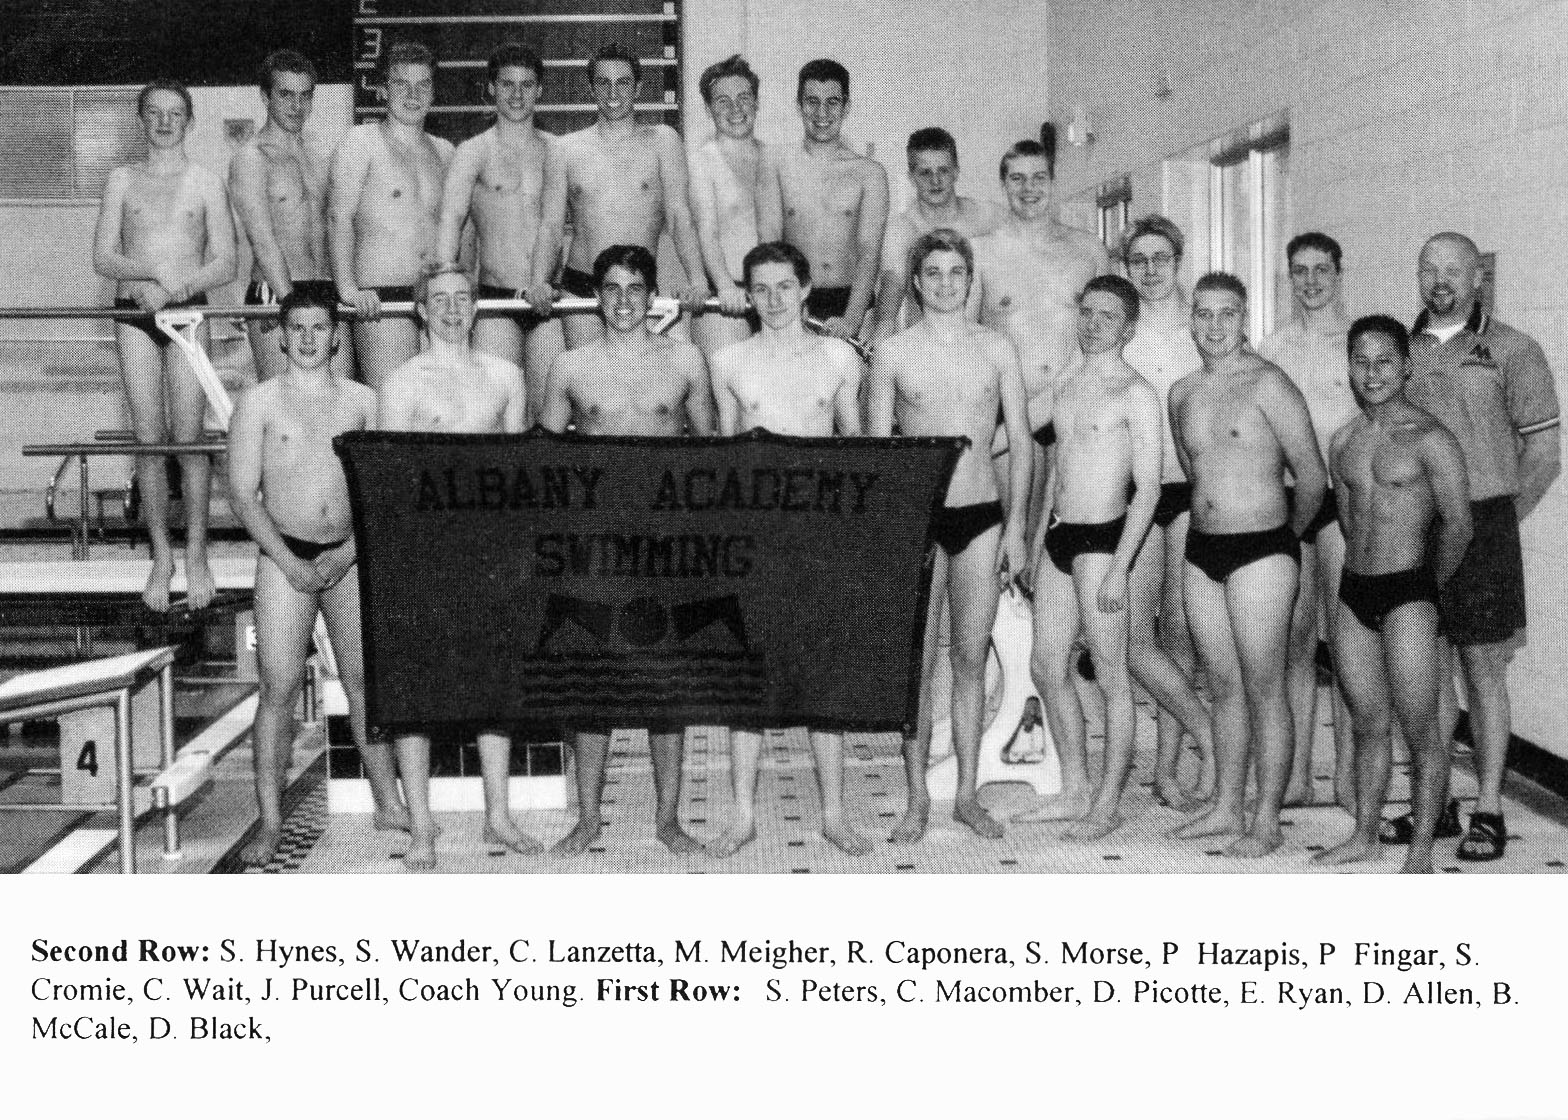 ALBANY ACADEMY
SWIMMING
4
Second Row: S. Hynes, S. Wander, C. Lanzetta, M. Meigher, R. Caponera, S. Morse, P Hazapis, P Fingar, S.
Cromie, C. Wait, J. Purcell, Coach Young. First Row: S. Peters, C. Macomber, D. Picotte, E. Ryan, D. Allen, B.
McCale, D. Black,